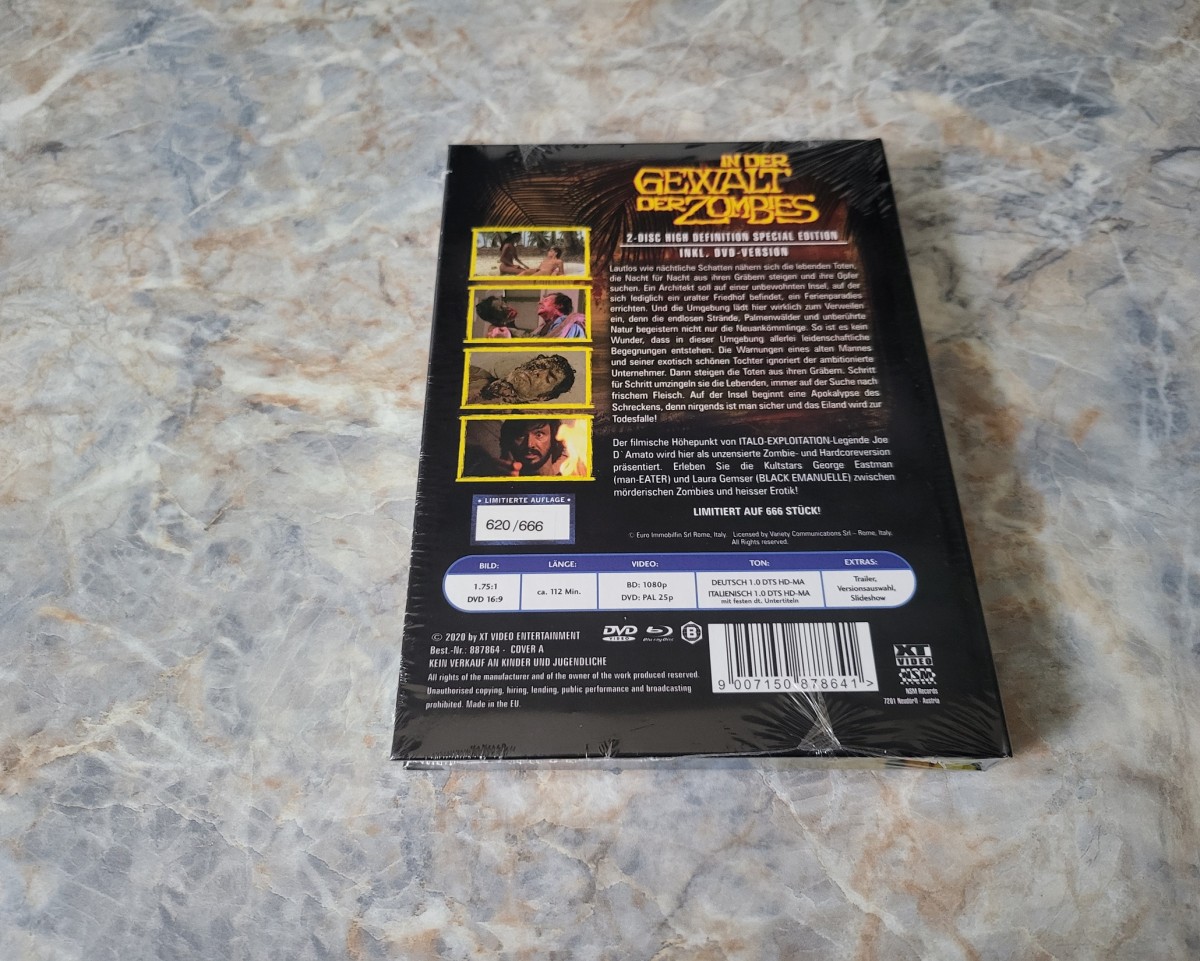 IN DER
GEWALT
DER ZOMBIES
2-DISC HIGH DEFINITION SPECIAL EDITION
INKL. DVD-VERSION
Lautlos wie nächtliche Schatten nähern sich die lebenden Toten,
die Nacht für Nacht aus ihren Gräbern steigen und ihre Opfer
suchen. Ein Architekt soll auf einer unbewohnten Insel, auf der
sich lediglich ein uralter Friedhof befindet, ein Ferienparadies
errichten. Und die Umgebung lädt hier wirklich zum Verweilen
ein, denn die endlosen Strände, Palmenwälder und unberührte
Natur begeistern nicht nur die Neuankömmlinge. So ist es kein
Wunder, dass in dieser Umgebung allerlei leidenschaftliche
Begegnungen entstehen. Die Warnungen eines alten Mannes
und seiner exotisch schönen Tochter ignoriert der ambitionierte
Unternehmer. Dann steigen die Toten aus ihren Gräbern. Schritt
für Schritt umzingeln sie die Lebenden, immer auf der Suche nach
frischem Fleisch. Auf der Insel beginnt eine Apokalypse des
Schreckens, denn nirgends ist man sicher und das Eiland wird zur
Todesfalle!
Der filmische Höhepunkt von ITALO-EXPLOITATION-Legende Joe
D`Amato wird hier als unzensierte Zombie- und Hardcoreversion
präsentiert. Erleben Sie die Kultstars George Eastman
(man-EATER) und Laura Gemser (BLACK EMANUELLE) zwischen
mörderischen Zombies und heisser Erotik!
LIMITIERT AUF 666 STÜCK!
• LIMITIERTE AUFLAGE •
620/666
© Euro Immobilfin Srl Rome, Italy. Licensed by Variety Communications Srl – Rome, Italy.
All Rights reserved.
BILD: LÄNGE: VIDEO: TON: EXTRAS:
1.75:1
DVD 16:9
ca. 112 Min.
BD: 1080p
DVD: PAL 25p
DEUTSCH 1.0 DTS HD-MA
ITALIENISCH 1.0 DTS HD-MA
mit festen dt. Untertiteln
Trailer,
Versionsauswahl,
Slideshow
© 2020 by XT VIDEO ENTERTAINMENT
Best.-Nr.: 887864 - COVER A
KEIN VERKAUF AN KINDER UND JUGENDLICHE
All rights of the manufacturer and of the owner of the work produced reserved.
Unauthorised copying, hiring, lending, public performance and broadcasting
prohibited. Made in the EU.
DVD VIDEO
Blu-ray Disc
B
9 007150 878641 >
XT
VIDEO
NSM
NSM Records
7201 Neudörfl - Austria